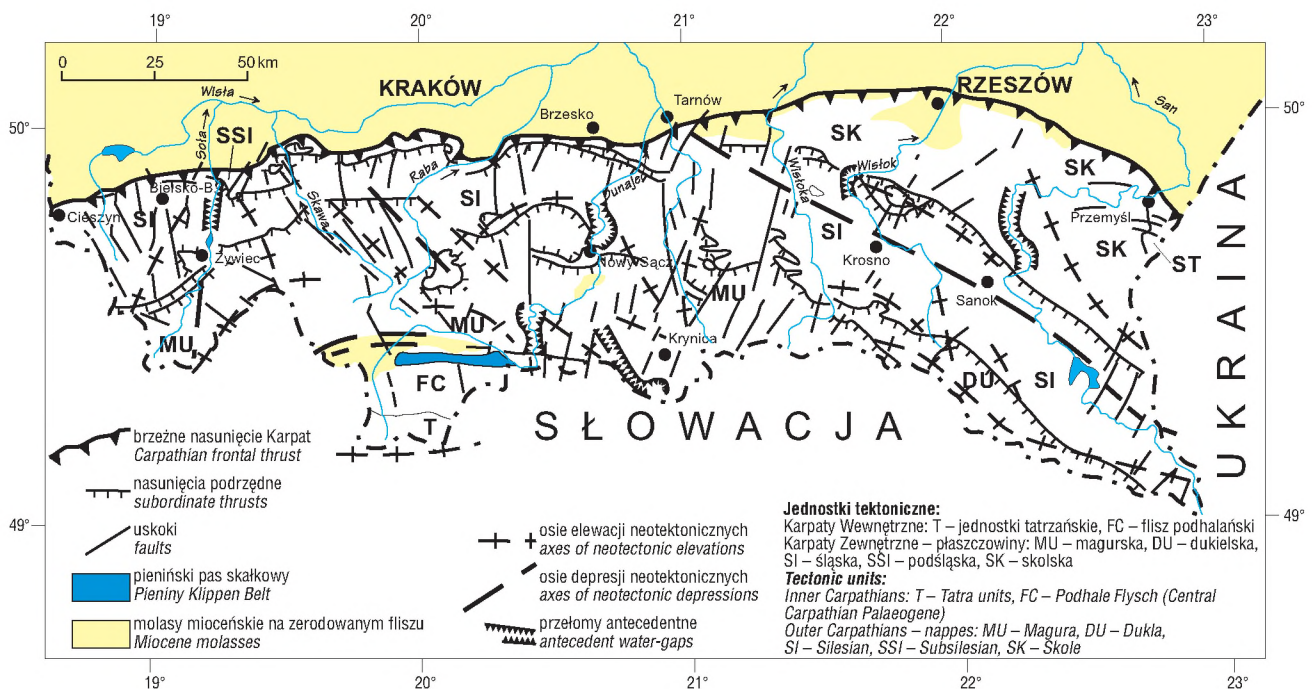 19°
20°
21°
22°
23°
0 25 50 km
Wisła
KRAKÓW
RZESZÓW
Tarnów
Brzesko
San
50°
50°
SSI
Soła
SK
Raba
Dunajec
Wisłoka
Wisłok
SK
Bielsko-B
Cieszyn
SI
Skawa
SI
Przemyśl
SI
Krosno
SK
ST
Żywiec
Nowy Sącz
MU
Sanok
MU
MU
Krynica
FC
DU
SI
T
SŁOWACJA
UKRAINA
brzeżne nasunięcie Karpat
Carpathian frontal thrust
nasunięcia podrzędne
subordinate thrusts
uskoki
faults
pieniński pas skałkowy
Pieniny Klippen Belt
molasy mioceńskie na zerodowanym fliszu
Miocene molasses
osie elewacji neotektonicznych
axes of neotectonic elevations
osie depresji neotektonicznych
axes of neotectonic depressions
przełomy antecedentne
antecedent water-gaps
Jednostki tektoniczne:
Karpaty Wewnętrzne: T – jednostki tatrzańskie, FC – flisz podhalański
Karpaty Zewnętrzne – płaszczowiny: MU – magurska, DU – dukielska,
SI – śląska, SSI – podśląska, SK – skolska
Tectonic units:
Inner Carpathians: T – Tatra units, FC – Podhale Flysch (Central
Carpathian Palaeogene)
Outer Carpathians – nappes: MU – Magura, DU – Dukla,
SI – Silesian, SSI – Subsilesian, SK – Skole
49°
49°
19°
20°
21°
22°
23°